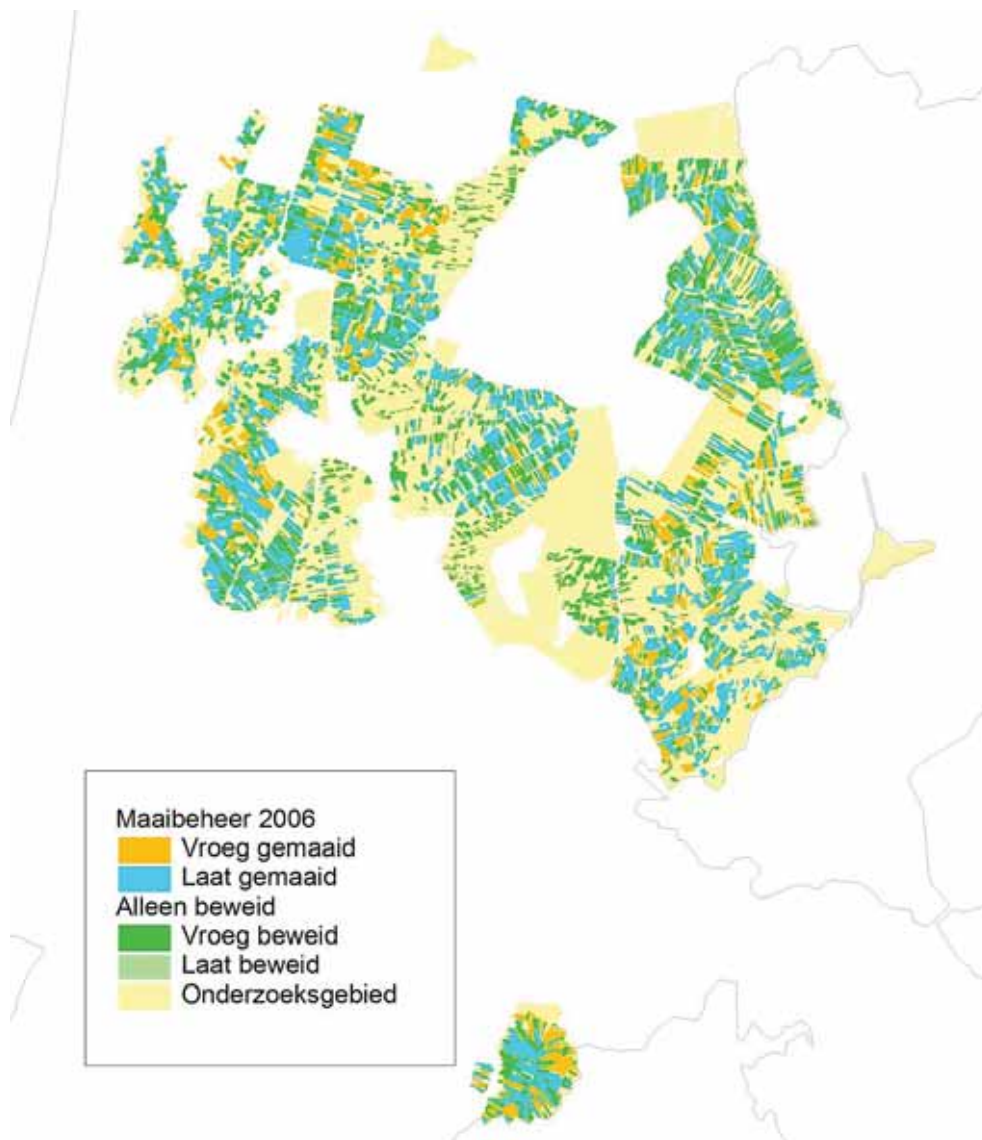 Maaibeheer 2006
Vroeg gemaaid
Laat gemaaid
Alleen beweid
Vroeg beweid
Laat beweid
Onderzoeksgebied